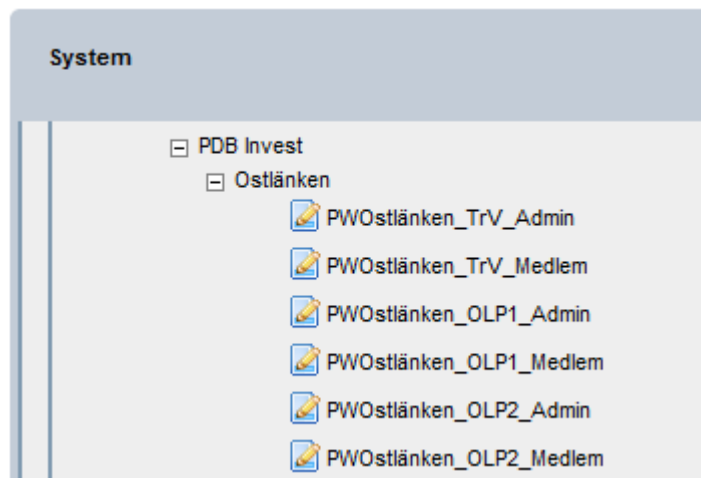 System
PDB Invest
Ostlänken
PWOstlänken_TrV_Admin
PWOstlänken_TrV_Medlem
PWOstlänken_OLP1_Admin
PWOstlänken_OLP1_Medlem
PWOstlänken_OLP2_Admin
PWOstlänken_OLP2_Medlem